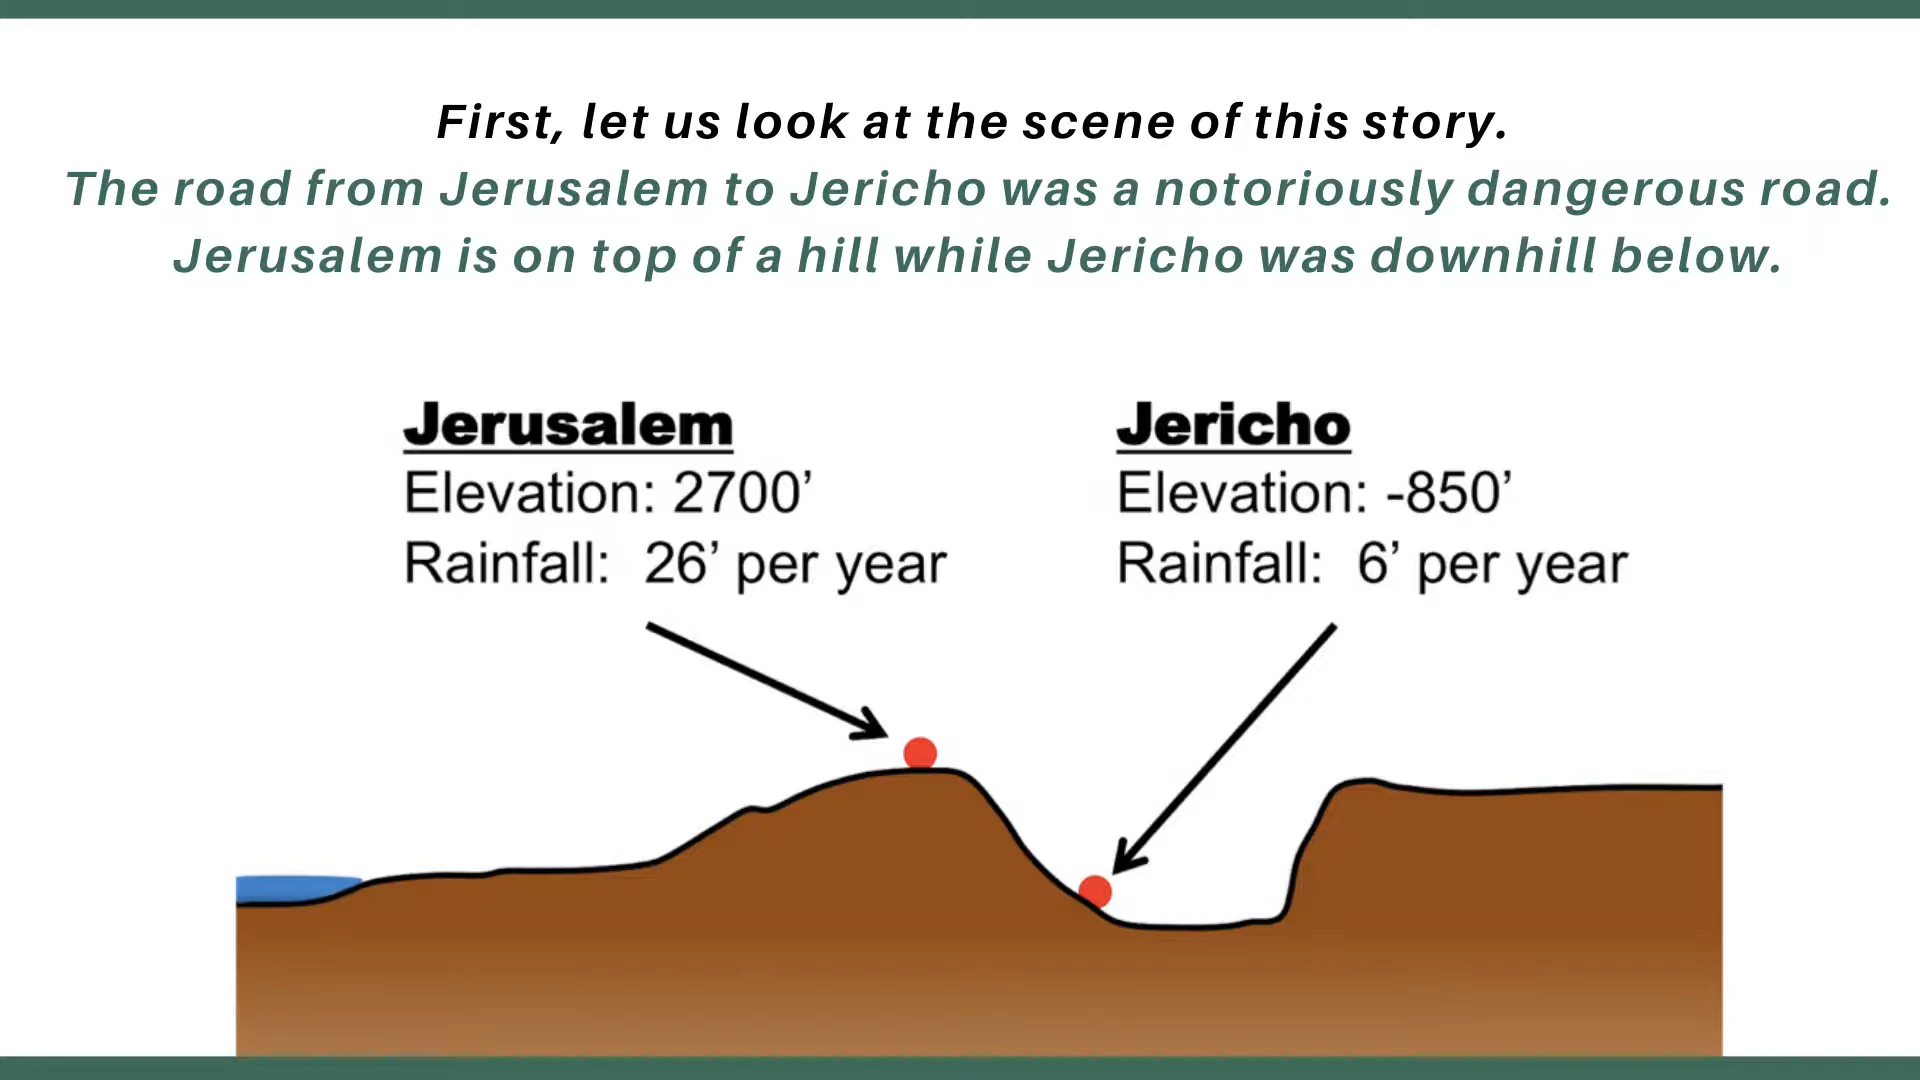 First, let us look at the scene of this story.
The road from Jerusalem to Jericho was a notoriously dangerous road.
Jerusalem is on top of a hill while Jericho was downhill below.
Jerusalem
Elevation: 2700’
Rainfall: 26’ per year
Jericho
Elevation: -850’
Rainfall: 6’ per year